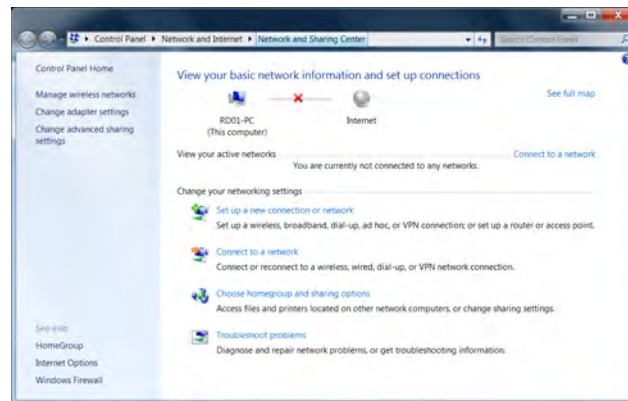 Control Panel ▸ Network and Internet ▸ Network and Sharing Center
Search Control Panel
Control Panel Home
Manage wireless networks
Change adapter settings
Change advanced sharing
settings
See also
HomeGroup
Internet Options
Windows Firewall
View your basic network information and set up connections
See full map
RD01-PC
(This computer)
Internet
View your active networks
Connect to a network
You are currently not connected to any networks.
Change your networking settings
Set up a new connection or network
Set up a wireless, broadband, dial-up, ad hoc, or VPN connection; or set up a router or access point.
Connect to a network
Connect or reconnect to a wireless, wired, dial-up, or VPN network connection.
Choose homegroup and sharing options
Access files and printers located on other network computers, or change sharing settings.
Troubleshoot problems
Diagnose and repair network problems, or get troubleshooting information.